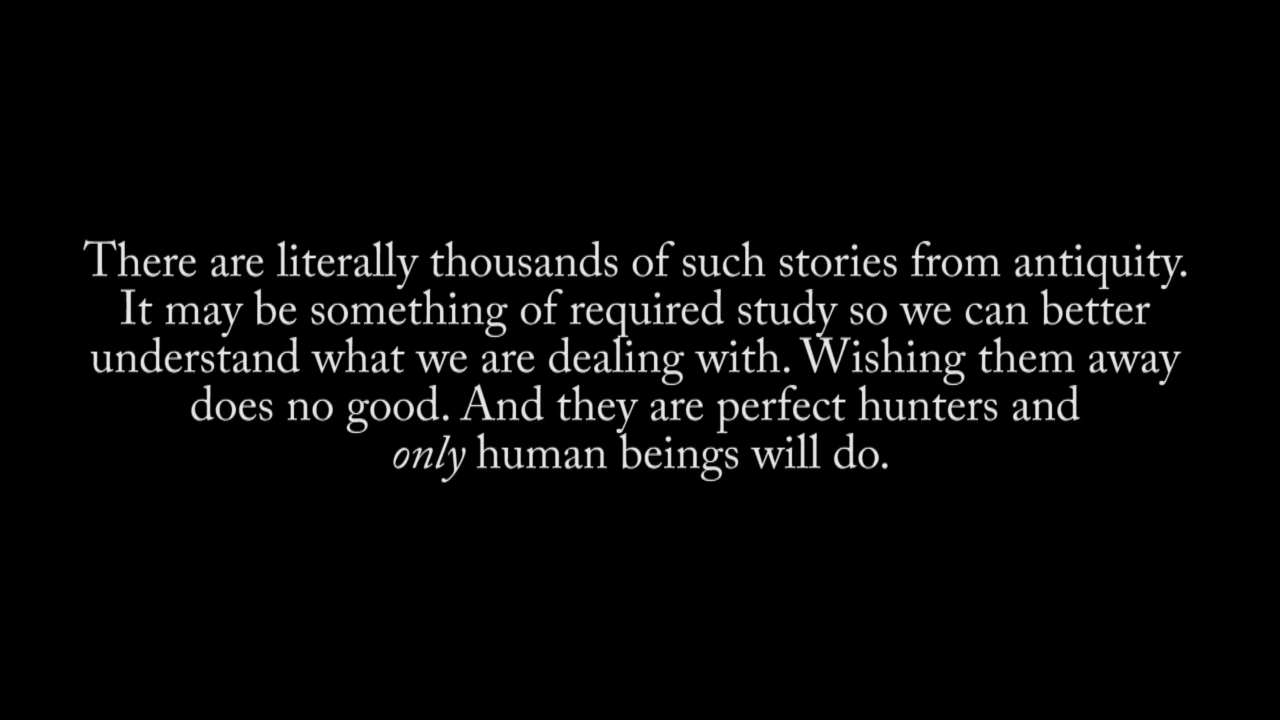 There are literally thousands of such stories from antiquity.
It may be something of required study so we can better
understand what we are dealing with. Wishing them away
does no good. And they are perfect hunters and
only human beings will do.